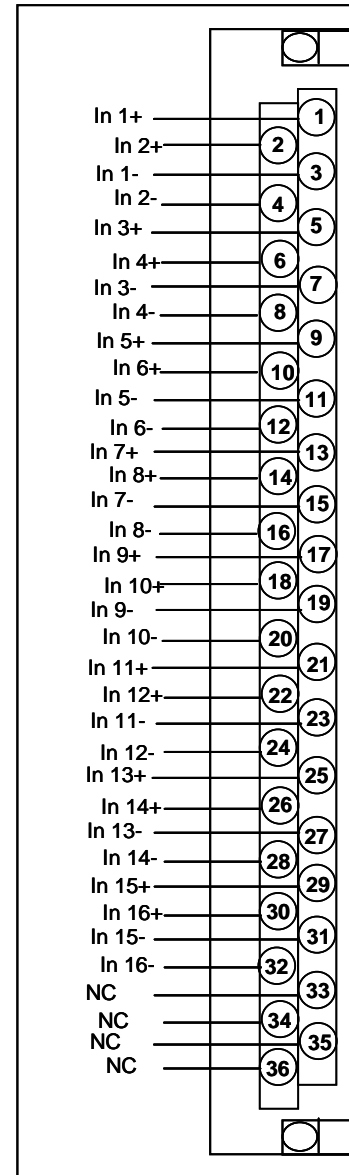 In 1+ 1
In 2+ 2
In 1- 3
In 2- 4
In 3+ 5
In 4+ 6
In 3- 7
In 4- 8
In 5+ 9
In 6+ 10
In 5- 11
In 6- 12
In 7+ 13
In 8+ 14
In 7- 15
In 8- 16
In 9+ 17
In 10+ 18
In 9- 19
In 10- 20
In 11+ 21
In 12+ 22
In 11- 23
In 12- 24
In 13+ 25
In 14+ 26
In 13- 27
In 14- 28
In 15+ 29
In 16+ 30
In 15- 31
In 16- 32
NC 33
NC 34
NC 35
NC 36